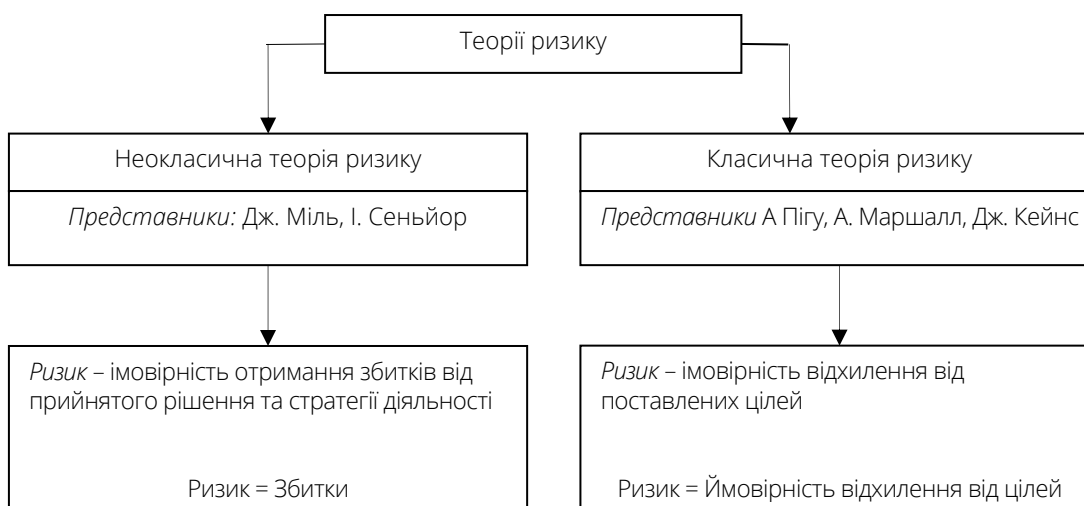 Теорії ризику
Неокласична теорія ризику
Представники: Дж. Міль, І. Сеньйор
Ризик – імовірність отримання збитків від
прийнятого рішення та стратегії діяльності
Ризик = Збитки
Класична теорія ризику
Представники А Пігу, А. Маршалл, Дж. Кейнс
Ризик – імовірність відхилення від
поставлених цілей
Ризик = Ймовірність відхилення від цілей